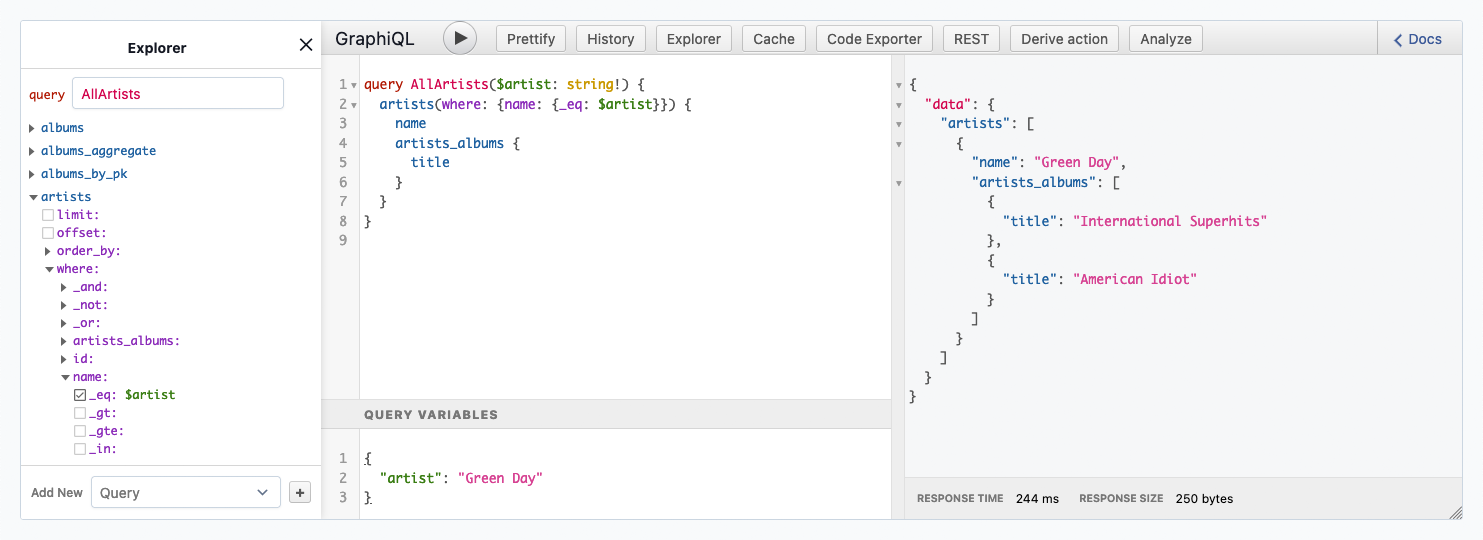 Explorer
query AllArtists
albums
albums_aggregate
albums_by_pk
artists
limit:
offset:
order_by:
where:
_and:
_not:
_or:
artists_albums:
id:
name:
_eq: $artist
_gt:
_gte:
_in:
Add New Query +
GraphiQL Prettify History Explorer Cache Code Exporter REST Derive action Analyze Docs
1 query AllArtists($artist: string!) {
2 artists(where: {name: {_eq: $artist}}) {
3 name
4 artists_albums {
5 title
6 }
7 }
8 }
9
QUERY VARIABLES
1 {
2 "artist": "Green Day"
3 }
{
"data": {
"artists": [
{
"name": "Green Day",
"artists_albums": [
{
"title": "International Superhits"
},
{
"title": "American Idiot"
}
]
}
]
}
}
RESPONSE TIME 244 ms RESPONSE SIZE 250 bytes